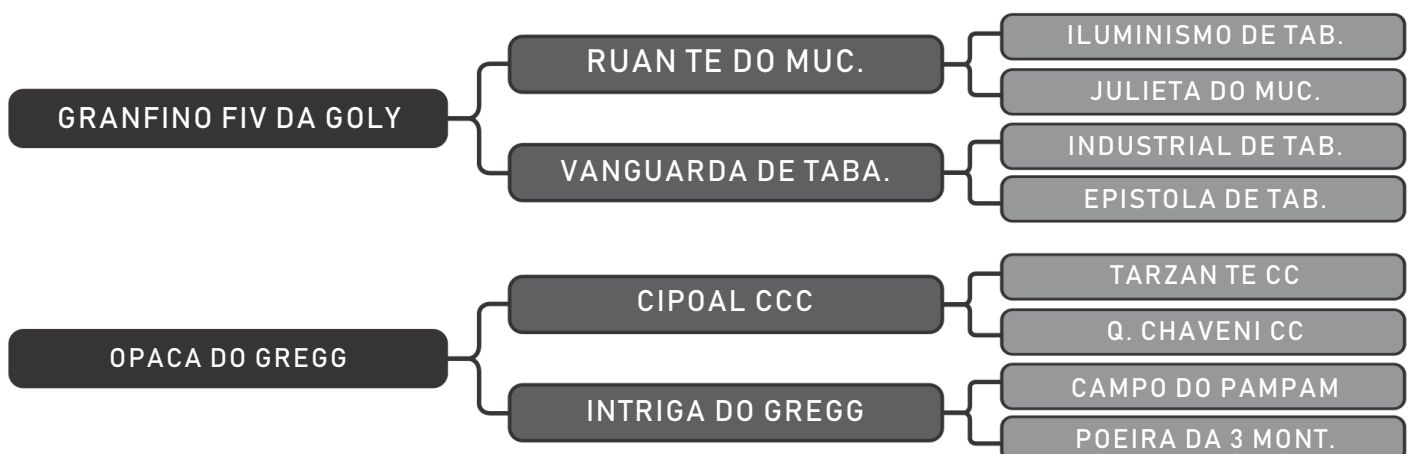 GRANFINO FIV DA GOLY
RUAN TE DO MUC.
ILUMINISMO DE TAB.
JULIETA DO MUC.
VANGUARDA DE TABA.
INDUSTRIAL DE TAB.
EPISTOLA DE TAB.
OPACA DO GREGG
CIPOAL CCC
TARZAN TE CC
Q. CHAVENI CC
INTRIGA DO GREGG
CAMPO DO PAMPAM
POEIRA DA 3 MONT.